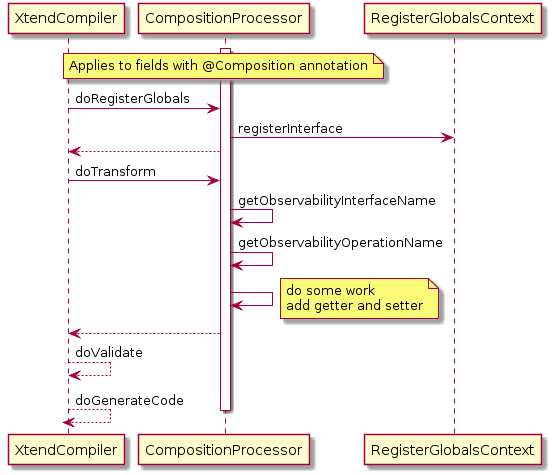 XtendCompiler
CompositionProcessor
RegisterGlobalsContext
Applies to fields with @Composition annotation
doRegisterGlobals
registerInterface
doTransform
getObservabilityInterfaceName
getObservabilityOperationName
do some work
add getter and setter
doValidate
doGenerateCode
XtendCompiler
CompositionProcessor
RegisterGlobalsContext